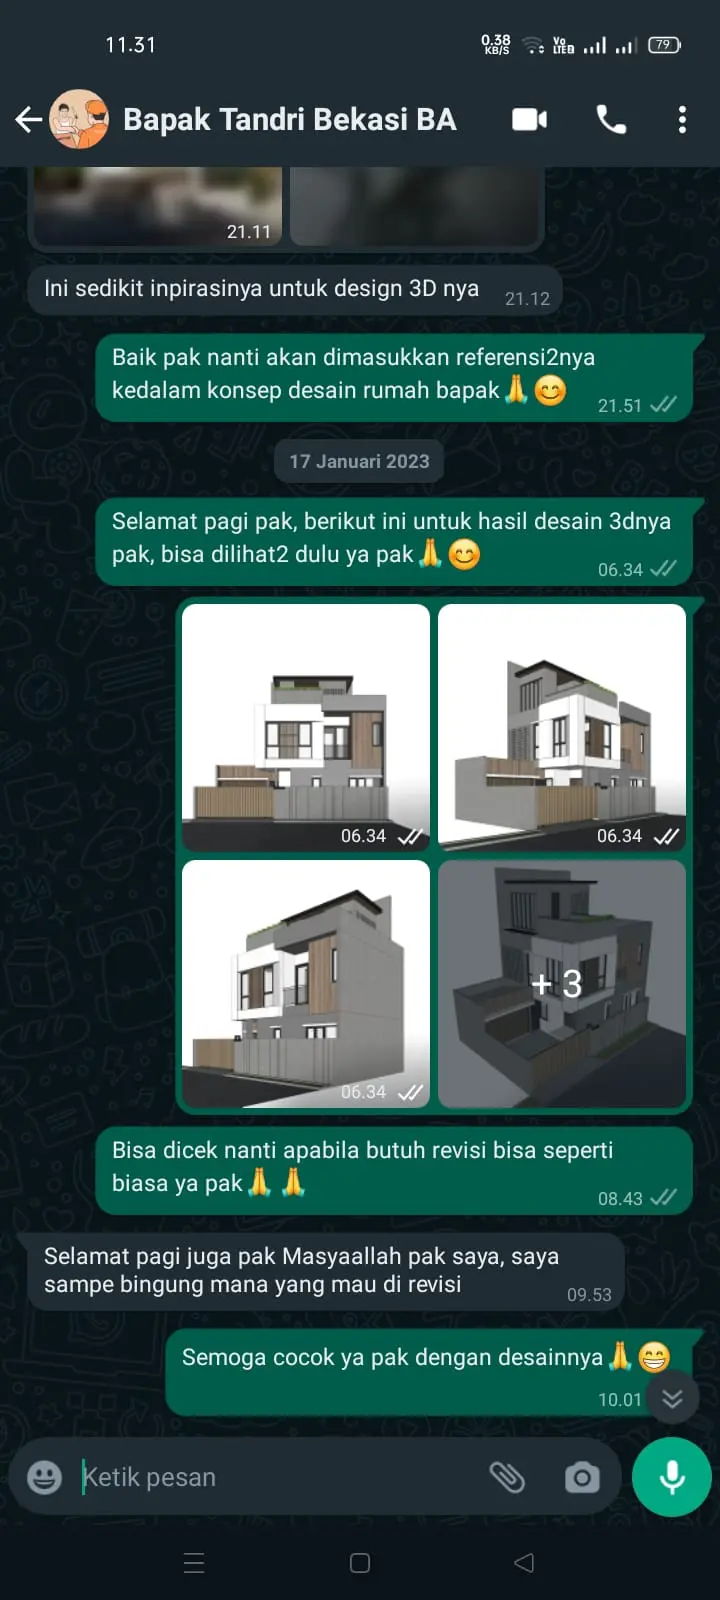 11.31
0.38 KB/S Vo LTE 79
Bapak Tandri Bekasi BA
21.11
Ini sedikit inpirasinya untuk design 3D nya
21.12
Baik pak nanti akan dimasukkan referensi2nya
kedalam konsep desain rumah bapak🙏😊
21.51
17 Januari 2023
Selamat pagi pak, berikut ini untuk hasil desain 3dnya
pak, bisa dilihat2 dulu ya pak🙏😊
06.34
06.34
06.34
06.34
+ 3
Bisa dicek nanti apabila butuh revisi bisa seperti
biasa ya pak🙏 🙏
08.43
Selamat pagi juga pak Masyaallah pak saya, saya
sampe bingung mana yang mau di revisi
09.53
Semoga cocok ya pak dengan desainnya🙏😁
10.01
Ketik pesan